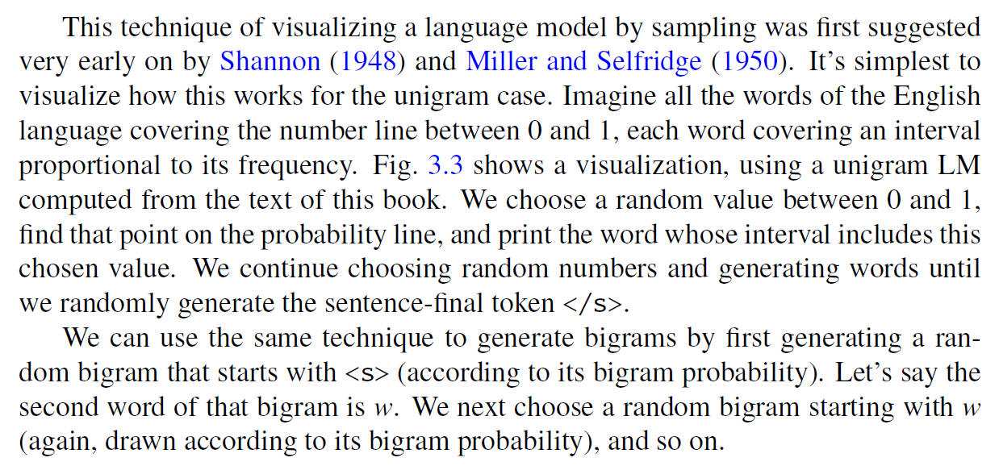 This technique of visualizing a language model by sampling was first suggested
very early on by Shannon (1948) and Miller and Selfridge (1950). It's simplest to
visualize how this works for the unigram case. Imagine all the words of the English
language covering the number line between 0 and 1, each word covering an interval
proportional to its frequency. Fig. 3.3 shows a visualization, using a unigram LM
computed from the text of this book. We choose a random value between 0 and 1,
find that point on the probability line, and print the word whose interval includes this
chosen value. We continue choosing random numbers and generating words until
we randomly generate the sentence-final token </s>.
We can use the same technique to generate bigrams by first generating a ran-
dom bigram that starts with <s> (according to its bigram probability). Let's say the
second word of that bigram is w. We next choose a random bigram starting with w
(again, drawn according to its bigram probability), and so on.